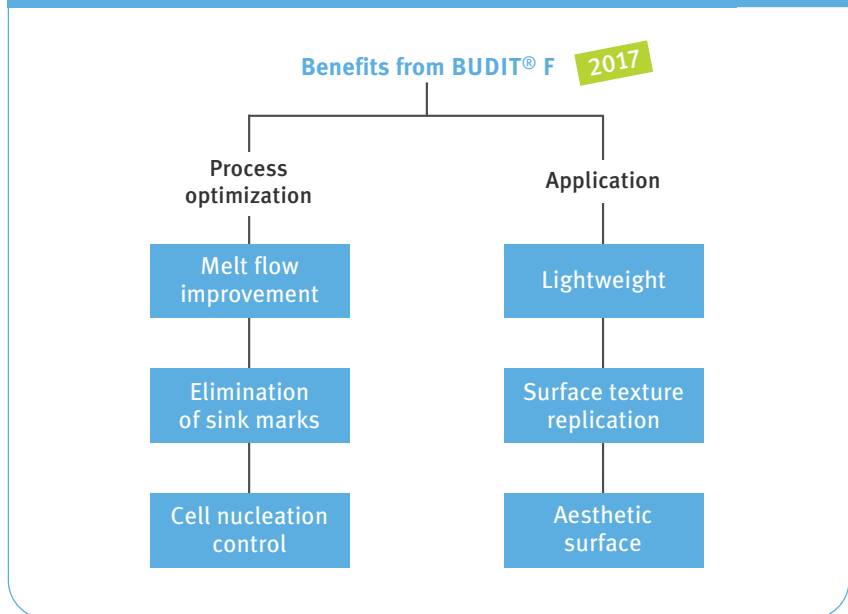 Benefits from BUDIT® F 2017
Process
optimization
Application
Melt flow
improvement
Lightweight
Elimination
of sink marks
Surface texture
replication
Cell nucleation
control
Aesthetic
surface